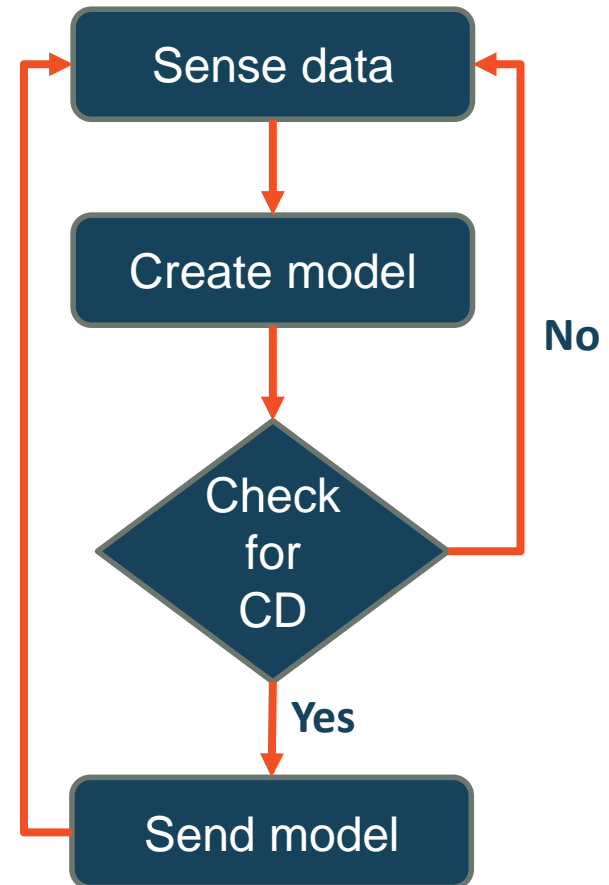 Sense data
Create model
No
Check
for
CD
Yes
Send model